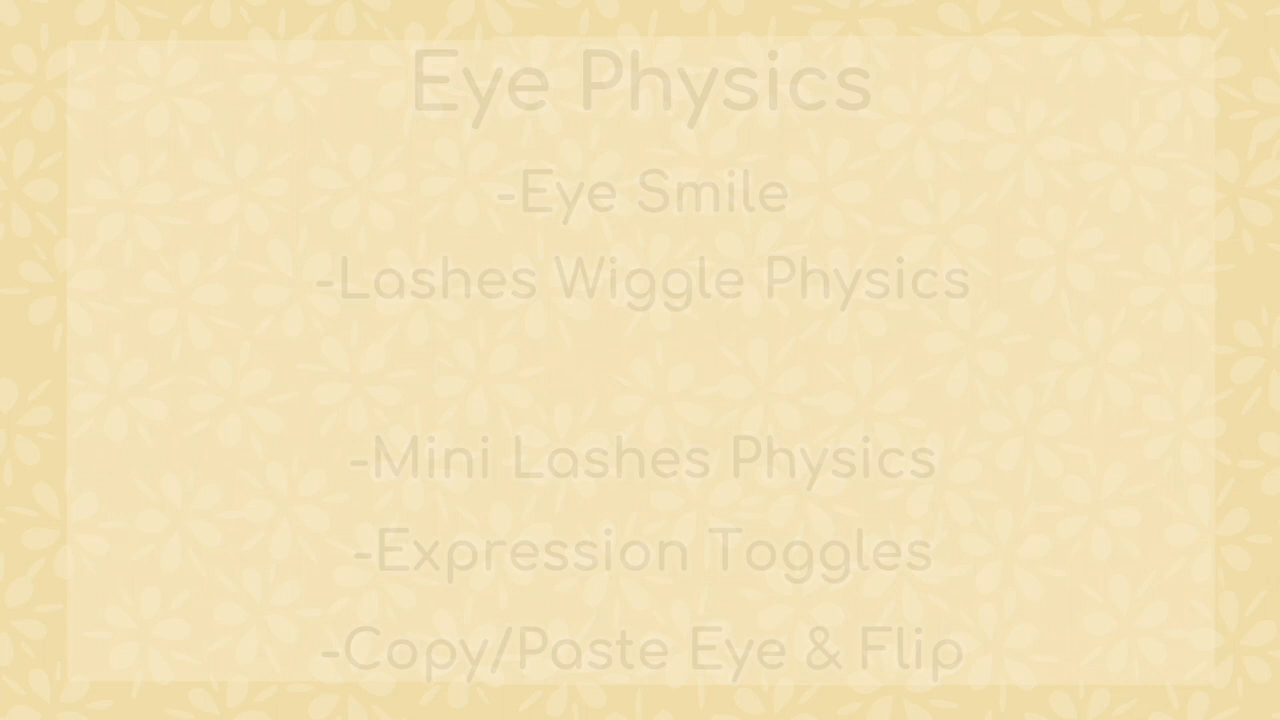 Eye Physics
-Eye Smile
-Lashes Wiggle Physics
-Mini Lashes Physics
-Expression Toggles
-Copy/Paste Eye & Flip